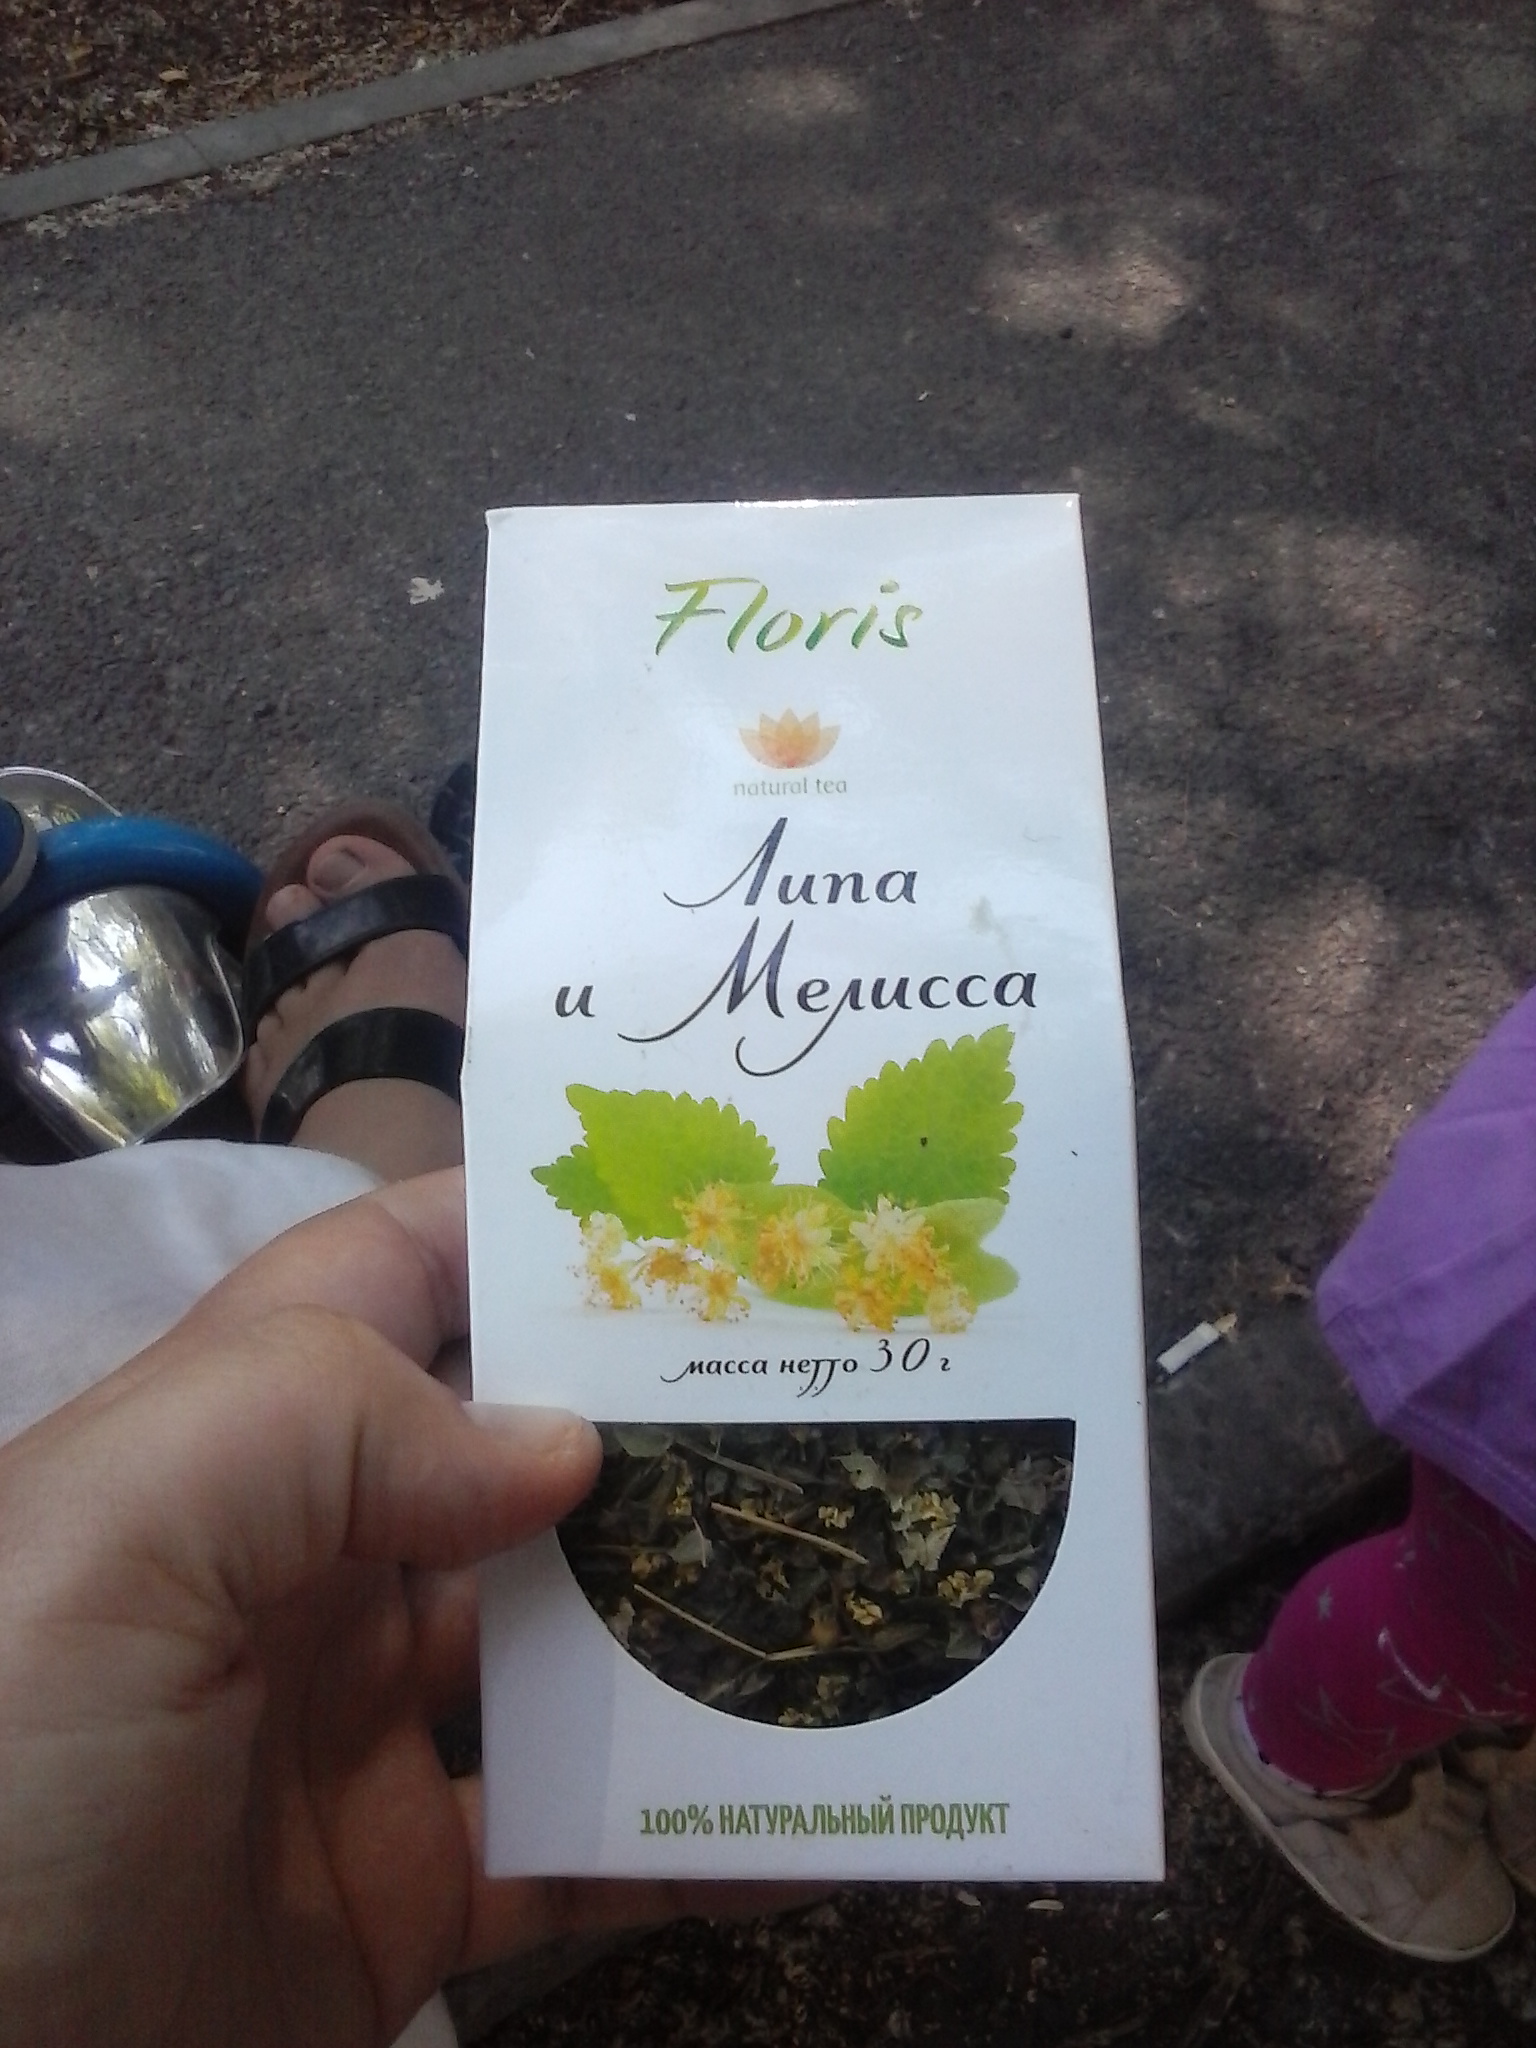 Floris
natural tea
Липа
и Мелисса
масса нетто 30 г
100% НАТУРАЛЬНЫЙ ПРОДУКТ